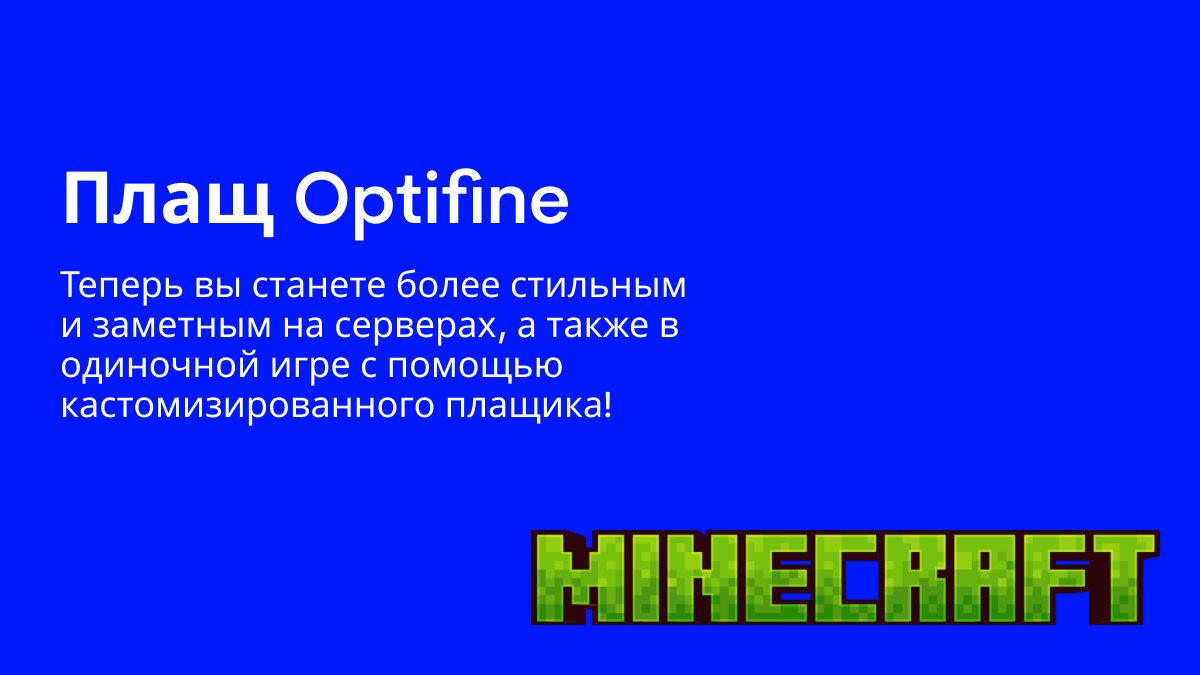 Плащ Optifine
Теперь вы станете более стильным
и заметным на серверах, а также в
одиночной игре с помощью
кастомизированного плащика!
MINECRAFT